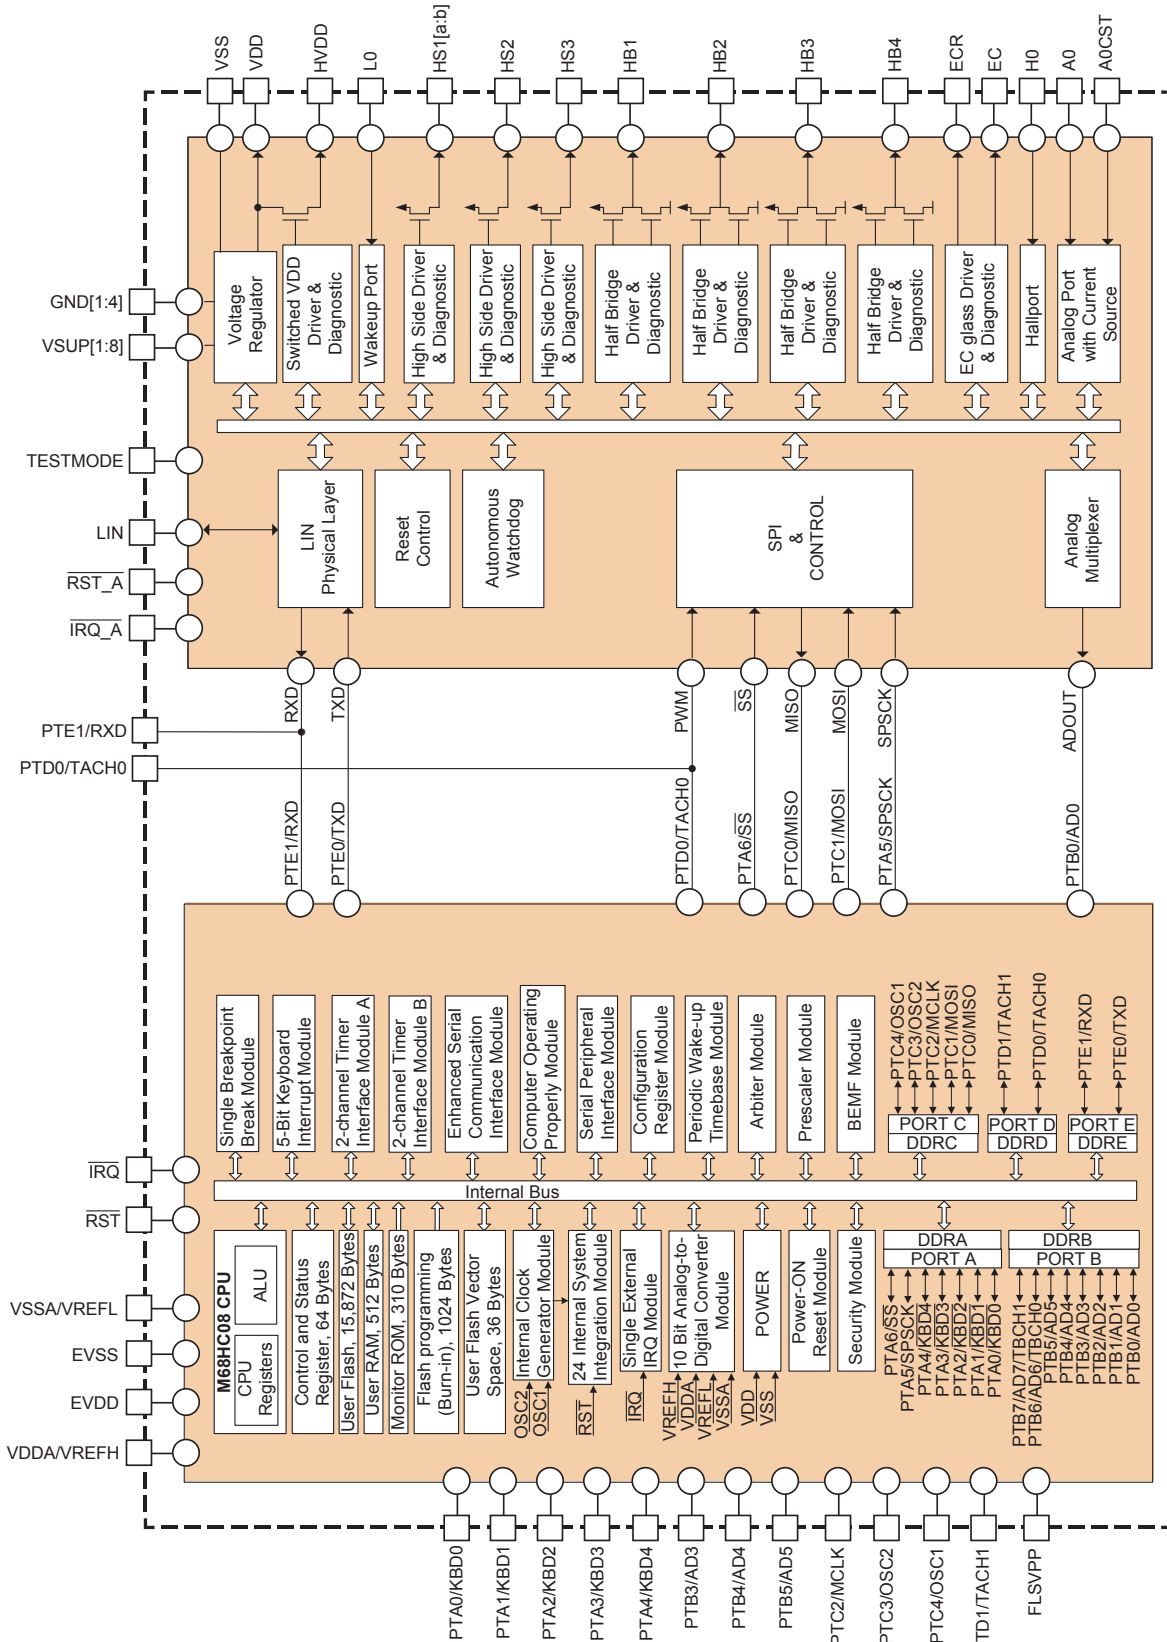 VSS
VDD
HVDD
L0
HS1[a:b]
HS2
HS3
HB1
HB2
HB3
HB4
ECR
EC
H0
A0
A0CST
GND[1:4]
VSUP[1:8]
TESTMODE
LIN
RST_A
IRQ_A
PTE1/RXD
PTD0/TACH0
Voltage
Regulator
Switched VDD
Driver &
Diagnostic
Wakeup Port
High Side Driver
& Diagnostic
High Side Driver
& Diagnostic
High Side Driver
& Diagnostic
Half Bridge
Driver &
Diagnostic
Half Bridge
Driver &
Diagnostic
Half Bridge
Driver &
Diagnostic
Half Bridge
Driver &
Diagnostic
EC glass Driver
& Diagnostic
Hallport
Analog Port
with Current
Source
LIN
Physical Layer
Reset
Control
Autonomous
Watchdog
SPI
&
CONTROL
Analog
Multiplexer
RXD
TXD
PWM
SS
MISO
MOSI
SPSCK
ADOUT
PTE1/RXD
PTE0/TXD
PTD0/TACH0
PTA6/SS
PTC0/MISO
PTC1/MOSI
PTA5/SPSCK
PTB0/AD0
IRQ
RST
VSSA/VREFL
EVSS
EVDD
VDDA/VREFH
Single Breakpoint
Break Module
5-Bit Keyboard
Interrupt Module
2-channel Timer
Interface Module A
2-channel Timer
Interface Module B
Enhanced Serial
Communication
Interface Module
Computer Operating
Properly Module
Serial Peripheral
Interface Module
Configuration
Register Module
Periodic Wake-up
Timebase Module
Arbiter Module
Prescaler Module
BEMF Module
PTC4/OSC1
PTC3/OSC2
PTC2/MCLK
PTC1/MOSI
PTC0/MISO
PORT C
DDRC
PTD1/TACH1
PTD0/TACH0
PORT D
DDRD
PTE1/RXD
PTE0/TXD
PORT E
DDRE
Internal Bus
M68HC08 CPU
CPU
Registers
ALU
Control and Status
Register, 64 Bytes
User Flash, 15,872 Bytes
User RAM, 512 Bytes
Monitor ROM, 310 Bytes
Flash programming
(Burn-in), 1024 Bytes
User Flash Vector
Space, 36 Bytes
Internal Clock
Generator Module
OSC2
OSC1
24 Internal System
Integration Module
RST
Single External
IRQ Module
IRQ
10 Bit Analog-to-
Digital Converter
Module
VREFH
VDDA
VREFL
VSSA
POWER
VDD
VSS
Power-ON
Reset Module
Security Module
DDRA
PORT A
PTA6/SS
PTA5/SPSCK
PTA4/KBD4
PTA3/KBD3
PTA2/KBD2
PTA1/KBD1
PTA0/KBD0
DDRB
PORT B
PTB7/AD7/TBCH1
PTB6/AD6/TBCH0
PTB5/AD5
PTB4/AD4
PTB3/AD3
PTB2/AD2
PTB1/AD1
PTB0/AD0
PTA0/KBD0
PTA1/KBD1
PTA2/KBD2
PTA3/KBD3
PTA4/KBD4
PTB3/AD3
PTB4/AD4
PTB5/AD5
PTC2/MCLK
PTC3/OSC2
PTC4/OSC1
TD1/TACH1
FLSVPP